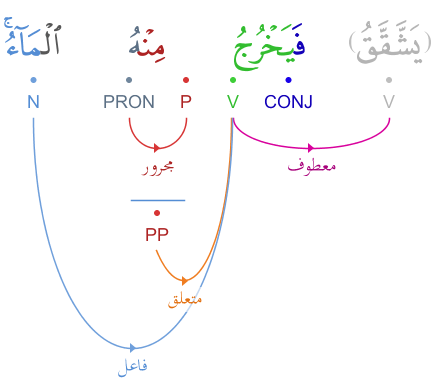 (يَشَّقَّقُ) فَيَخْرُجُ مِنْهُ ٱلْمَآءُ ۚ
V CONJ V P PRON N
مجرور معطوف
PP
متعلق
فاعل